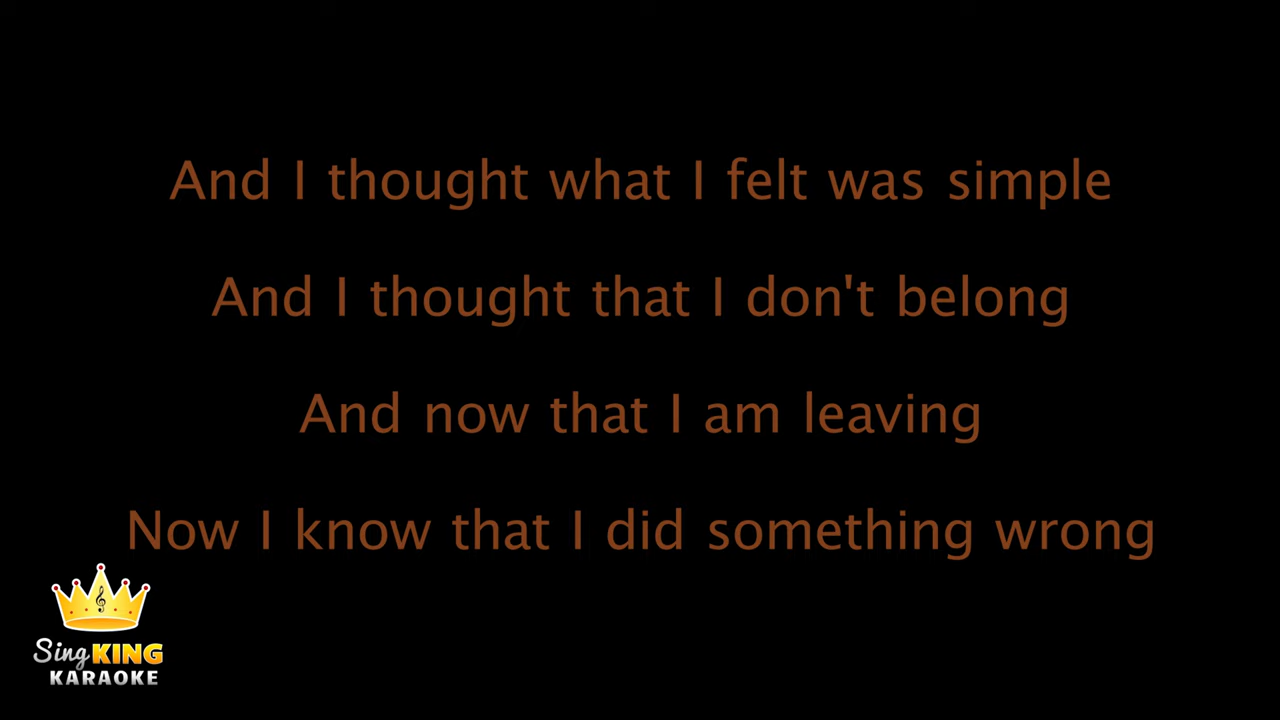 And I thought what I felt was simple
And I thought that I don't belong
And now that I am leaving
Now I know that I did something wrong
Sing KING
KARAOKE